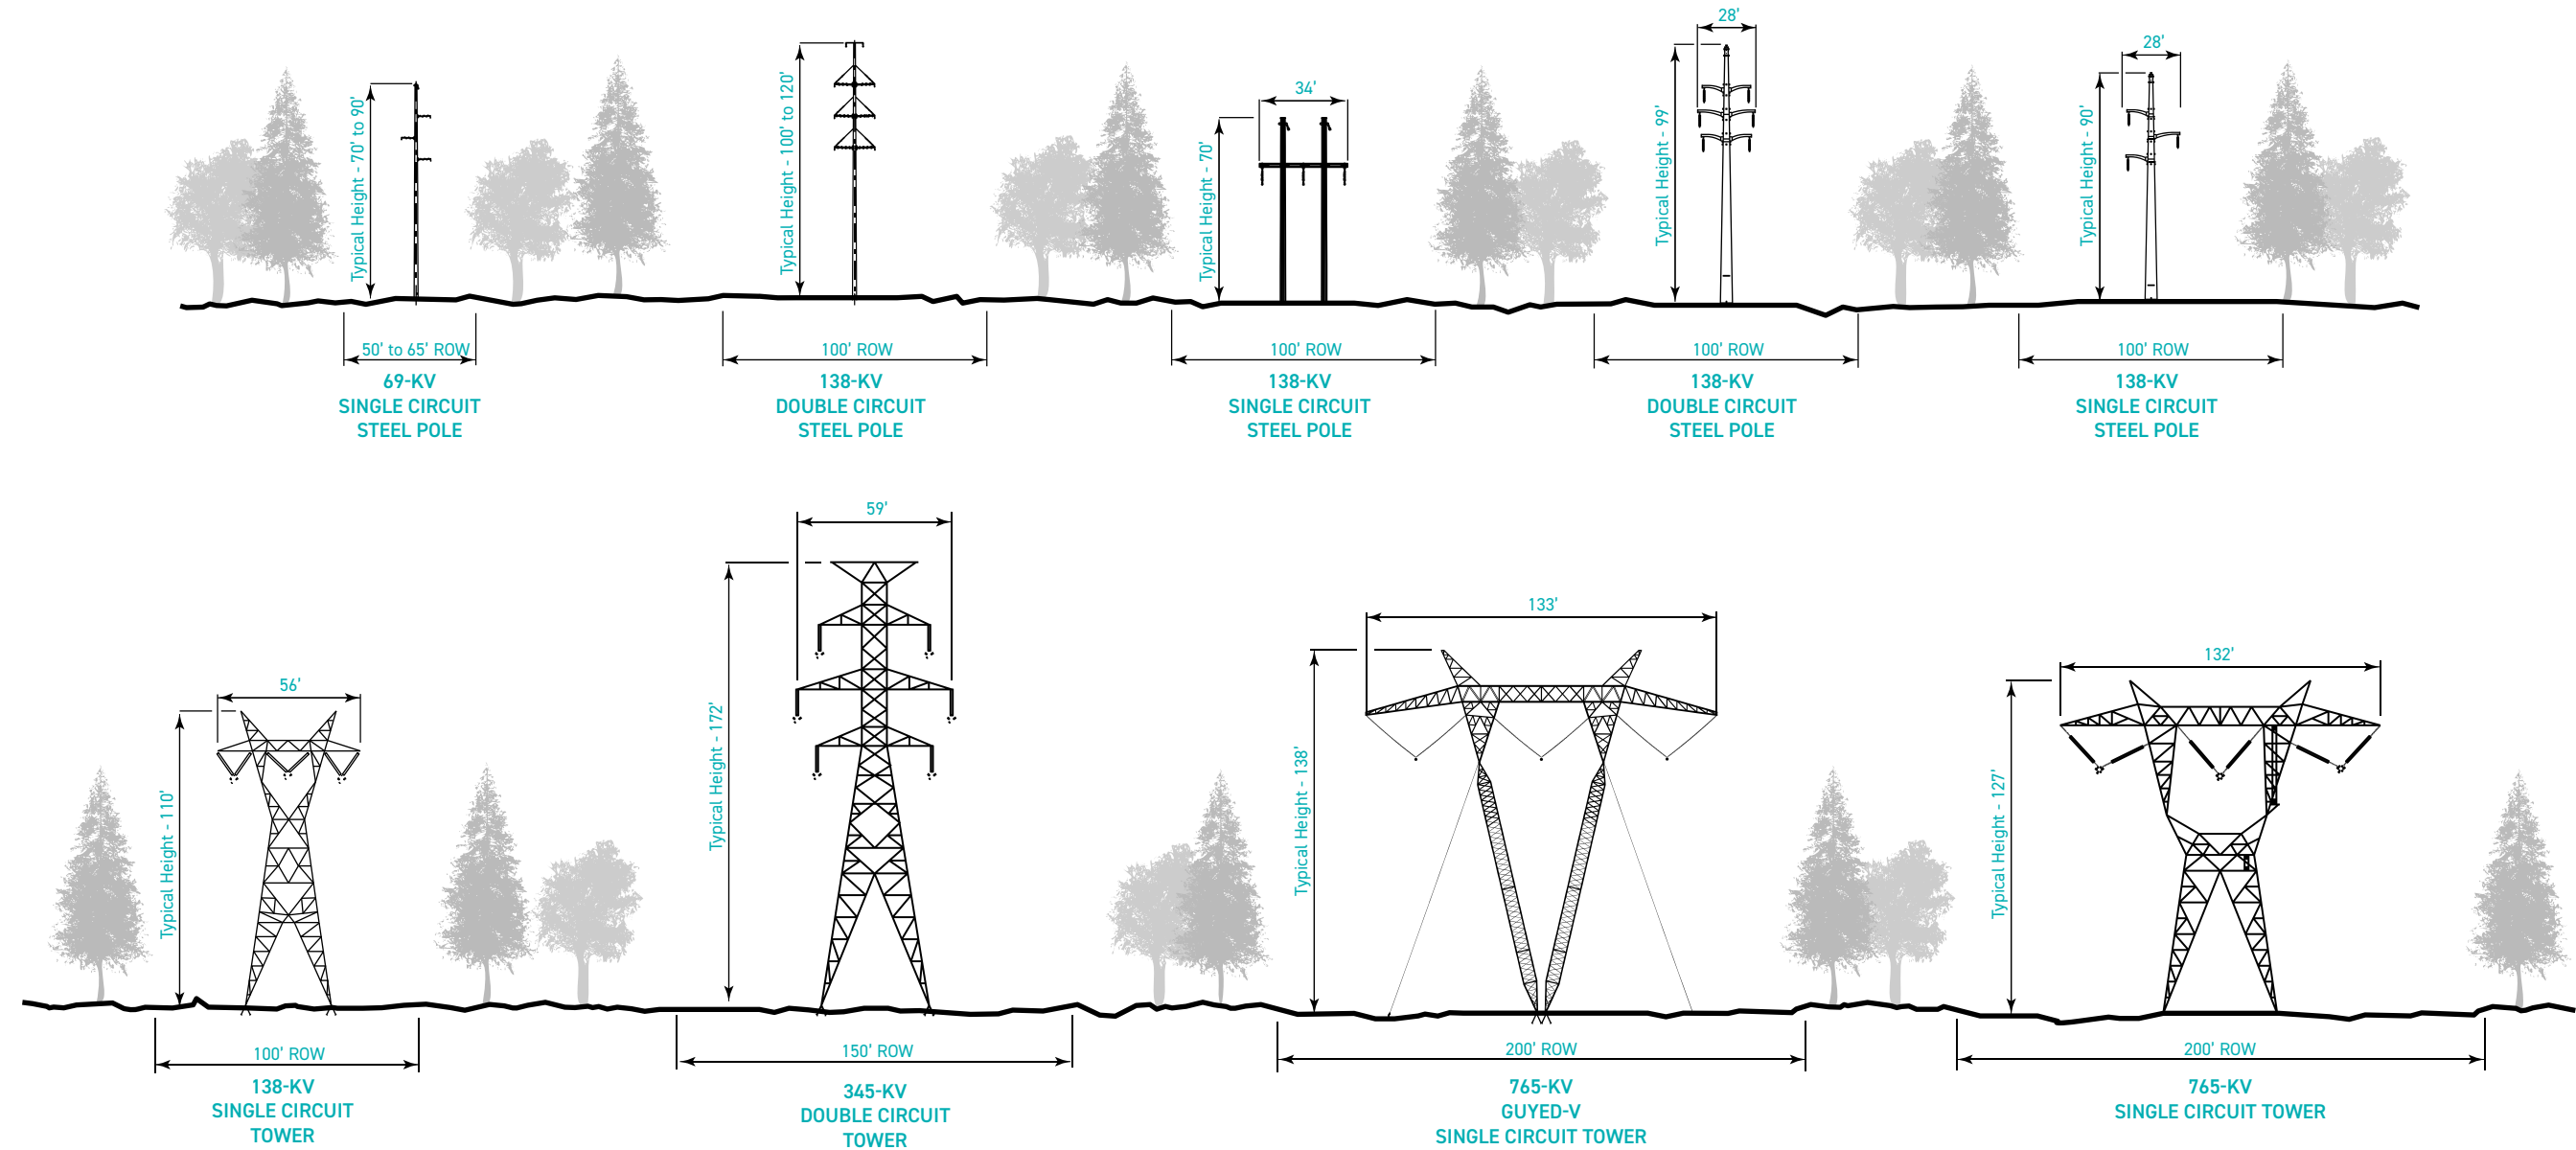 Typical Height - 70' to 90'
50' to 65' ROW
69-KV
SINGLE CIRCUIT
STEEL POLE
Typical Height - 100' to 120'
100' ROW
138-KV
DOUBLE CIRCUIT
STEEL POLE
34'
Typical Height - 70'
100' ROW
138-KV
SINGLE CIRCUIT
STEEL POLE
28'
Typical Height - 99'
100' ROW
138-KV
DOUBLE CIRCUIT
STEEL POLE
28'
Typical Height - 90'
100' ROW
138-KV
SINGLE CIRCUIT
STEEL POLE
56'
Typical Height - 110'
100' ROW
138-KV
SINGLE CIRCUIT
TOWER
59'
Typical Height - 172'
150' ROW
345-KV
DOUBLE CIRCUIT
TOWER
133'
Typical Height - 138'
200' ROW
765-KV
GUYED-V
SINGLE CIRCUIT TOWER
132'
Typical Height - 127'
200' ROW
765-KV
SINGLE CIRCUIT TOWER